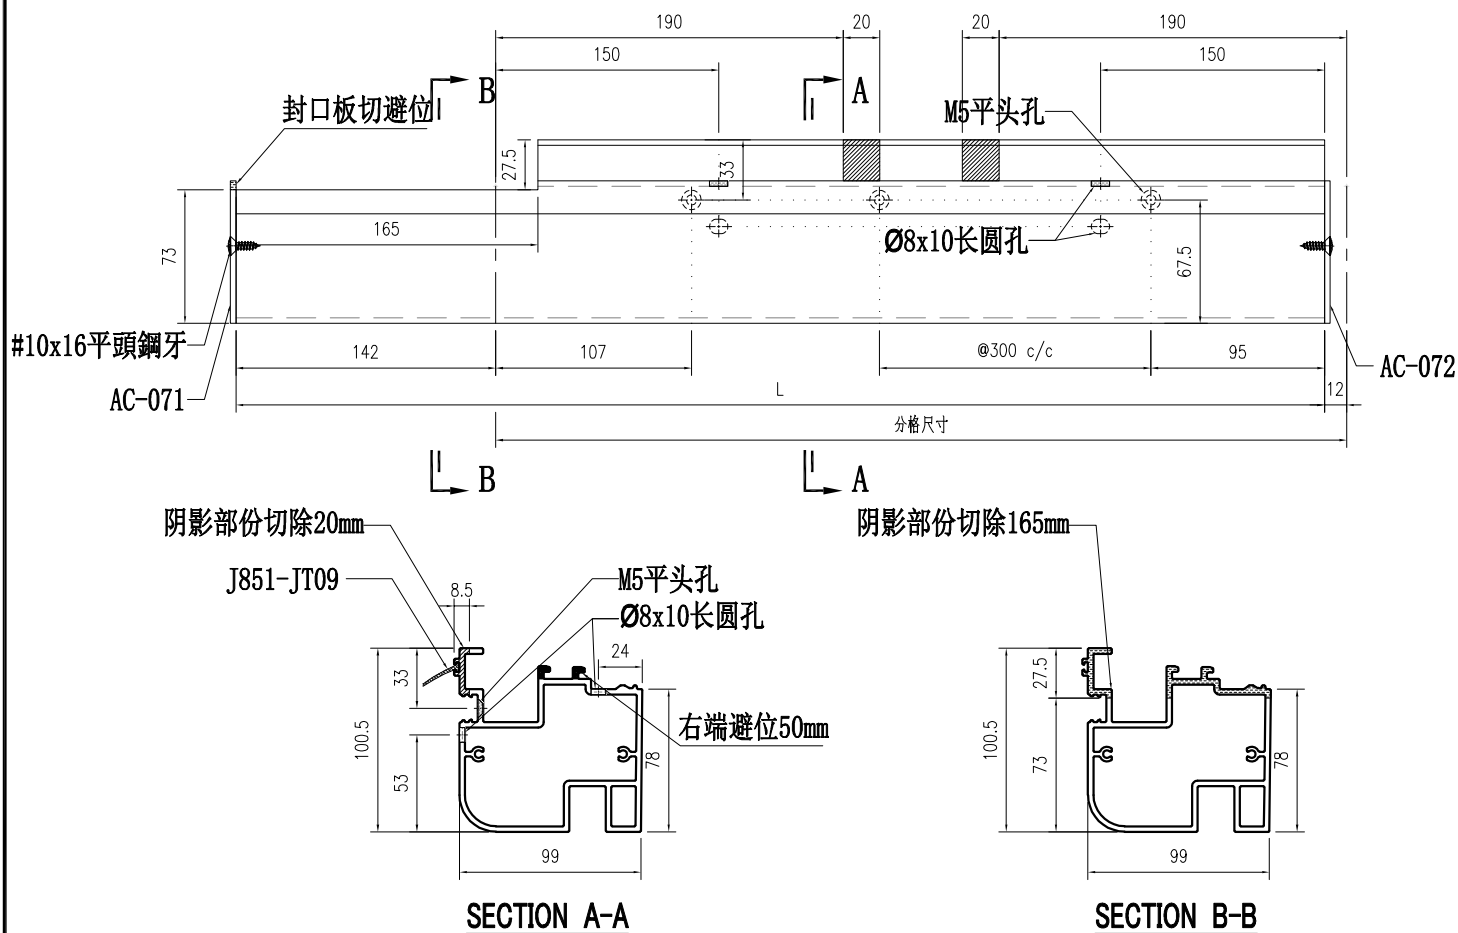 190
20
20
190
150
150
B
A
封口板切避位
M5平头孔
27.5
33
165
Ø8x10长圆孔
73
67.5
#10x16平頭鋼牙
142
107
@300 c/c
95
AC-072
AC-071
L
12
分格尺寸
B
A
阴影部份切除20mm
阴影部份切除165mm
J851-JT09
8.5
M5平头孔
Ø8x10长圆孔
24
33
27.5
右端避位50mm
100.5
53
78
100.5
73
78
99
99
SECTION A-A
SECTION B-B